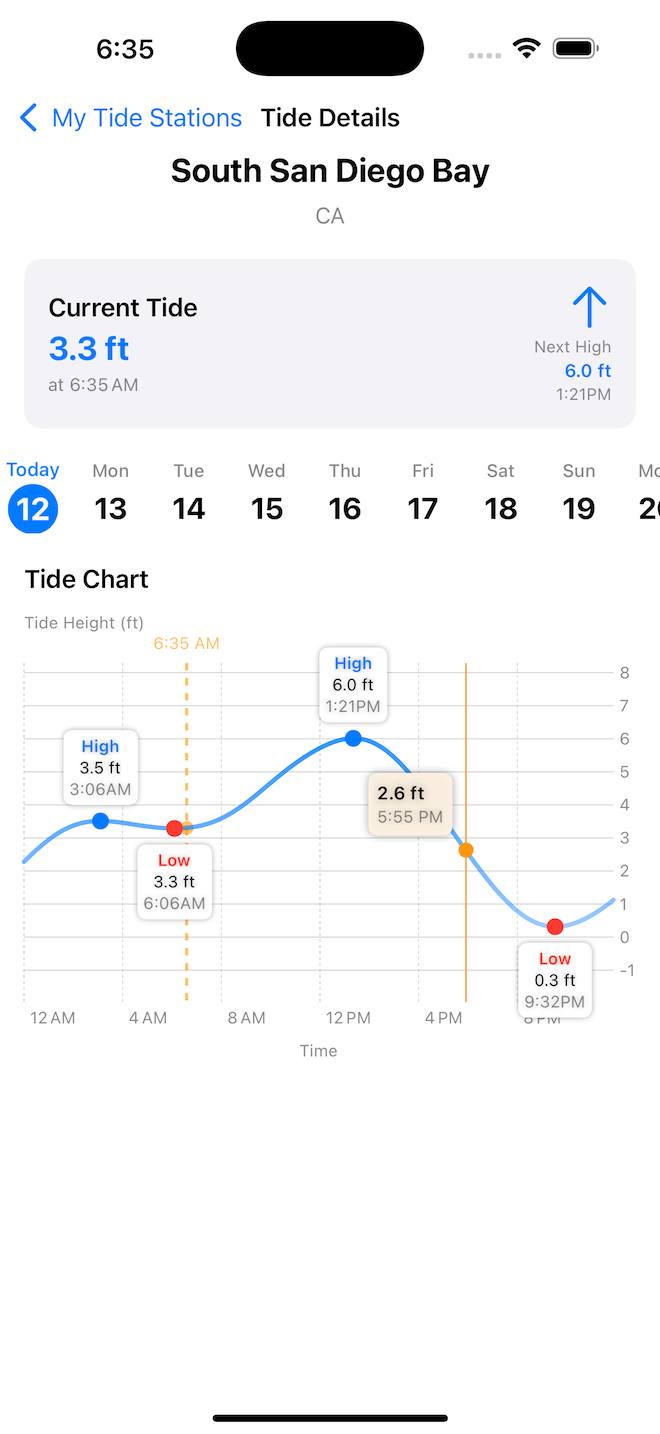 6:35
My Tide Stations Tide Details
South San Diego Bay
CA
Current Tide
3.3 ft
at 6:35 AM
Next High
6.0 ft
1:21PM
Today Mon Tue Wed Thu Fri Sat Sun
12 13 14 15 16 17 18 19
Tide Chart
Tide Height (ft)
6:35 AM
High
6.0 ft
1:21PM
High
3.5 ft
3:06AM
2.6 ft
5:55 PM
Low
3.3 ft
6:06AM
Low
0.3 ft
9:32PM
8
7
6
5
4
3
2
1
0
-1
12 AM 4 AM 8 AM 12 PM 4 PM 8 PM
Time